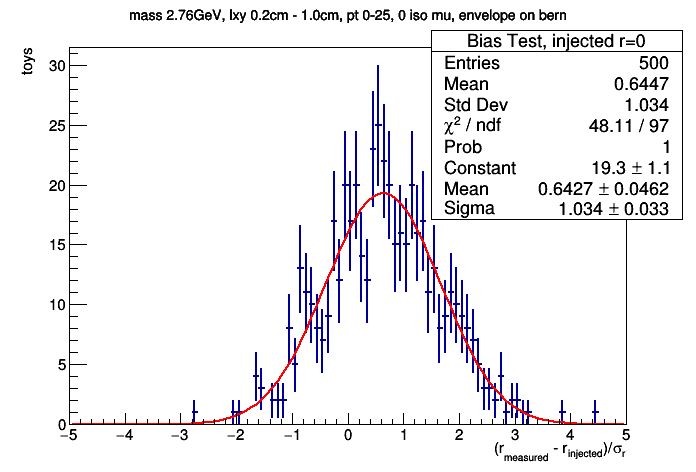 mass 2.76GeV, lxy 0.2cm - 1.0cm, pt 0-25, 0 iso mu, envelope on bern
Bias Test, injected r=0
Entries 500
Mean 0.6447
Std Dev 1.034
χ² / ndf 48.11 / 97
Prob 1
Constant 19.3 ± 1.1
Mean 0.6427 ± 0.0462
Sigma 1.034 ± 0.033
toys
30
25
20
15
10
5
0
−5 −4 −3 −2 −1 0 1 2 3 4 5
(r_measured - r_injected)/σ_r